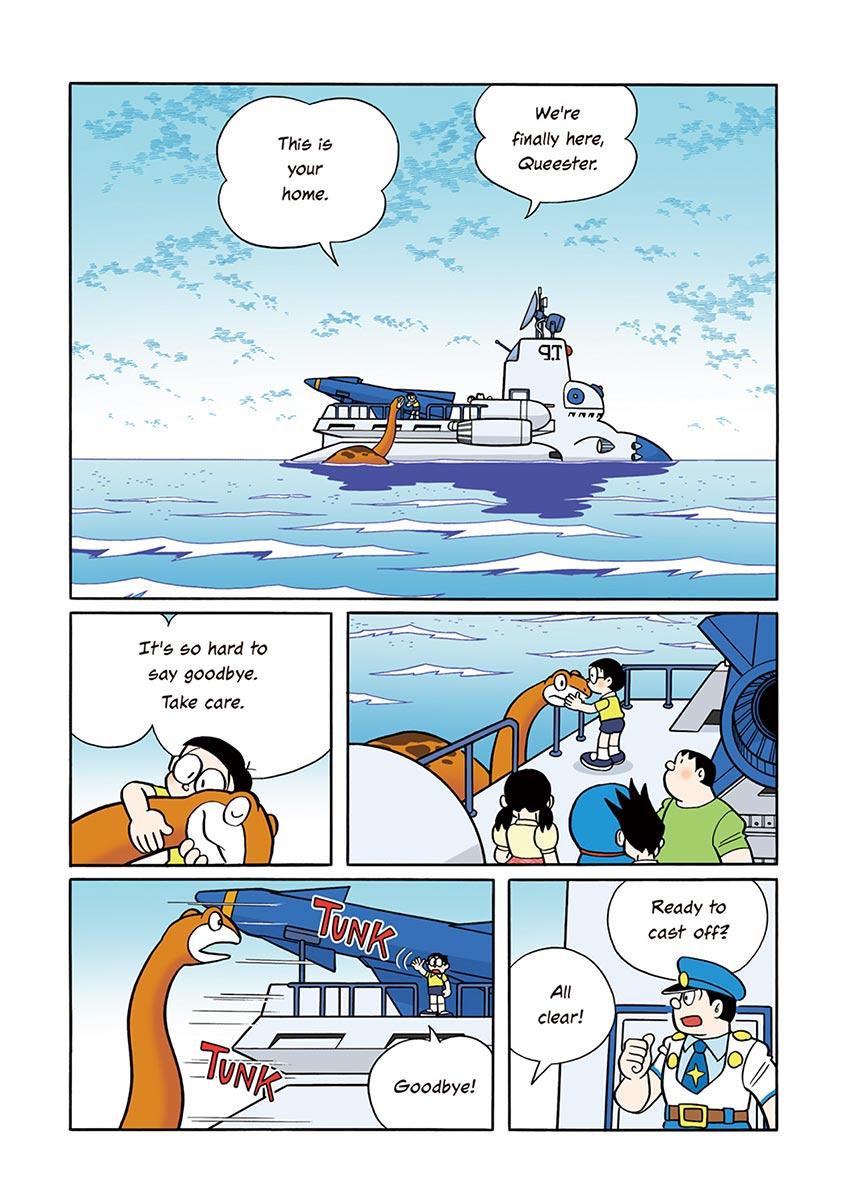 We're
finally here,
Queester.
This is
your
home.
T.P
It's so hard to
say goodbye.
Take care.
Ready to
cast off?
All
clear!
TUNK
TUNK
Goodbye!